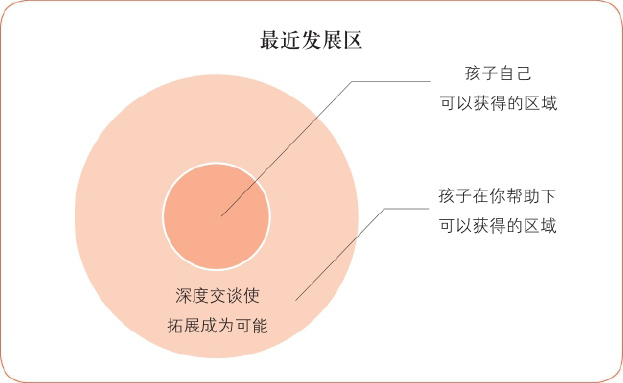 最近发展区
孩子自己
可以获得的区域
孩子在你帮助下
可以获得的区域
深度交谈使
拓展成为可能